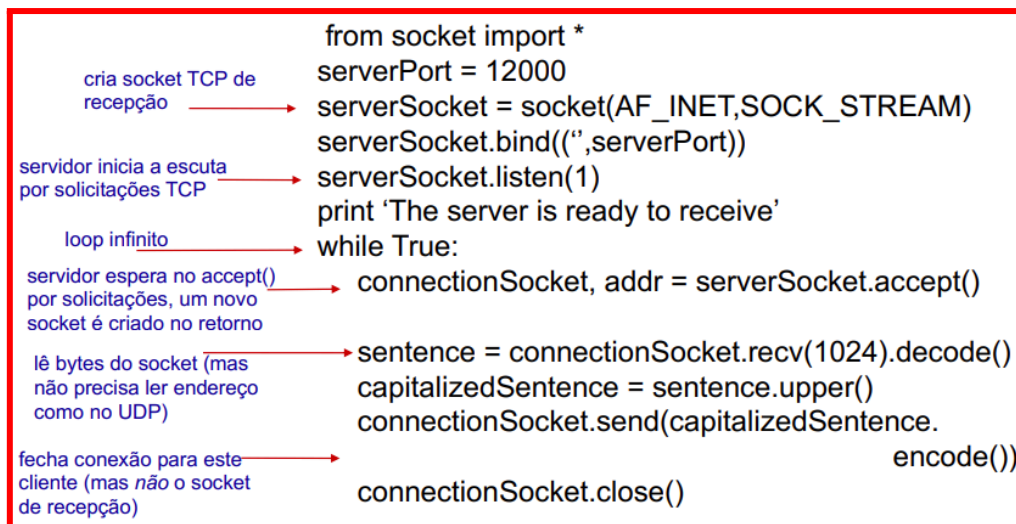 from socket import *
serverPort = 12000
cria socket TCP de
recepção
serverSocket = socket(AF_INET,SOCK_STREAM)
serverSocket.bind((‘’,serverPort))
servidor inicia a escuta
por solicitações TCP
serverSocket.listen(1)
print ‘The server is ready to receive’
loop infinito
while True:
servidor espera no accept()
por solicitações, um novo
socket é criado no retorno
connectionSocket, addr = serverSocket.accept()
lê bytes do socket (mas
não precisa ler endereço
como no UDP)
sentence = connectionSocket.recv(1024).decode()
capitalizedSentence = sentence.upper()
connectionSocket.send(capitalizedSentence.
encode())
fecha conexão para este
cliente (mas não o socket
de recepção)
connectionSocket.close()